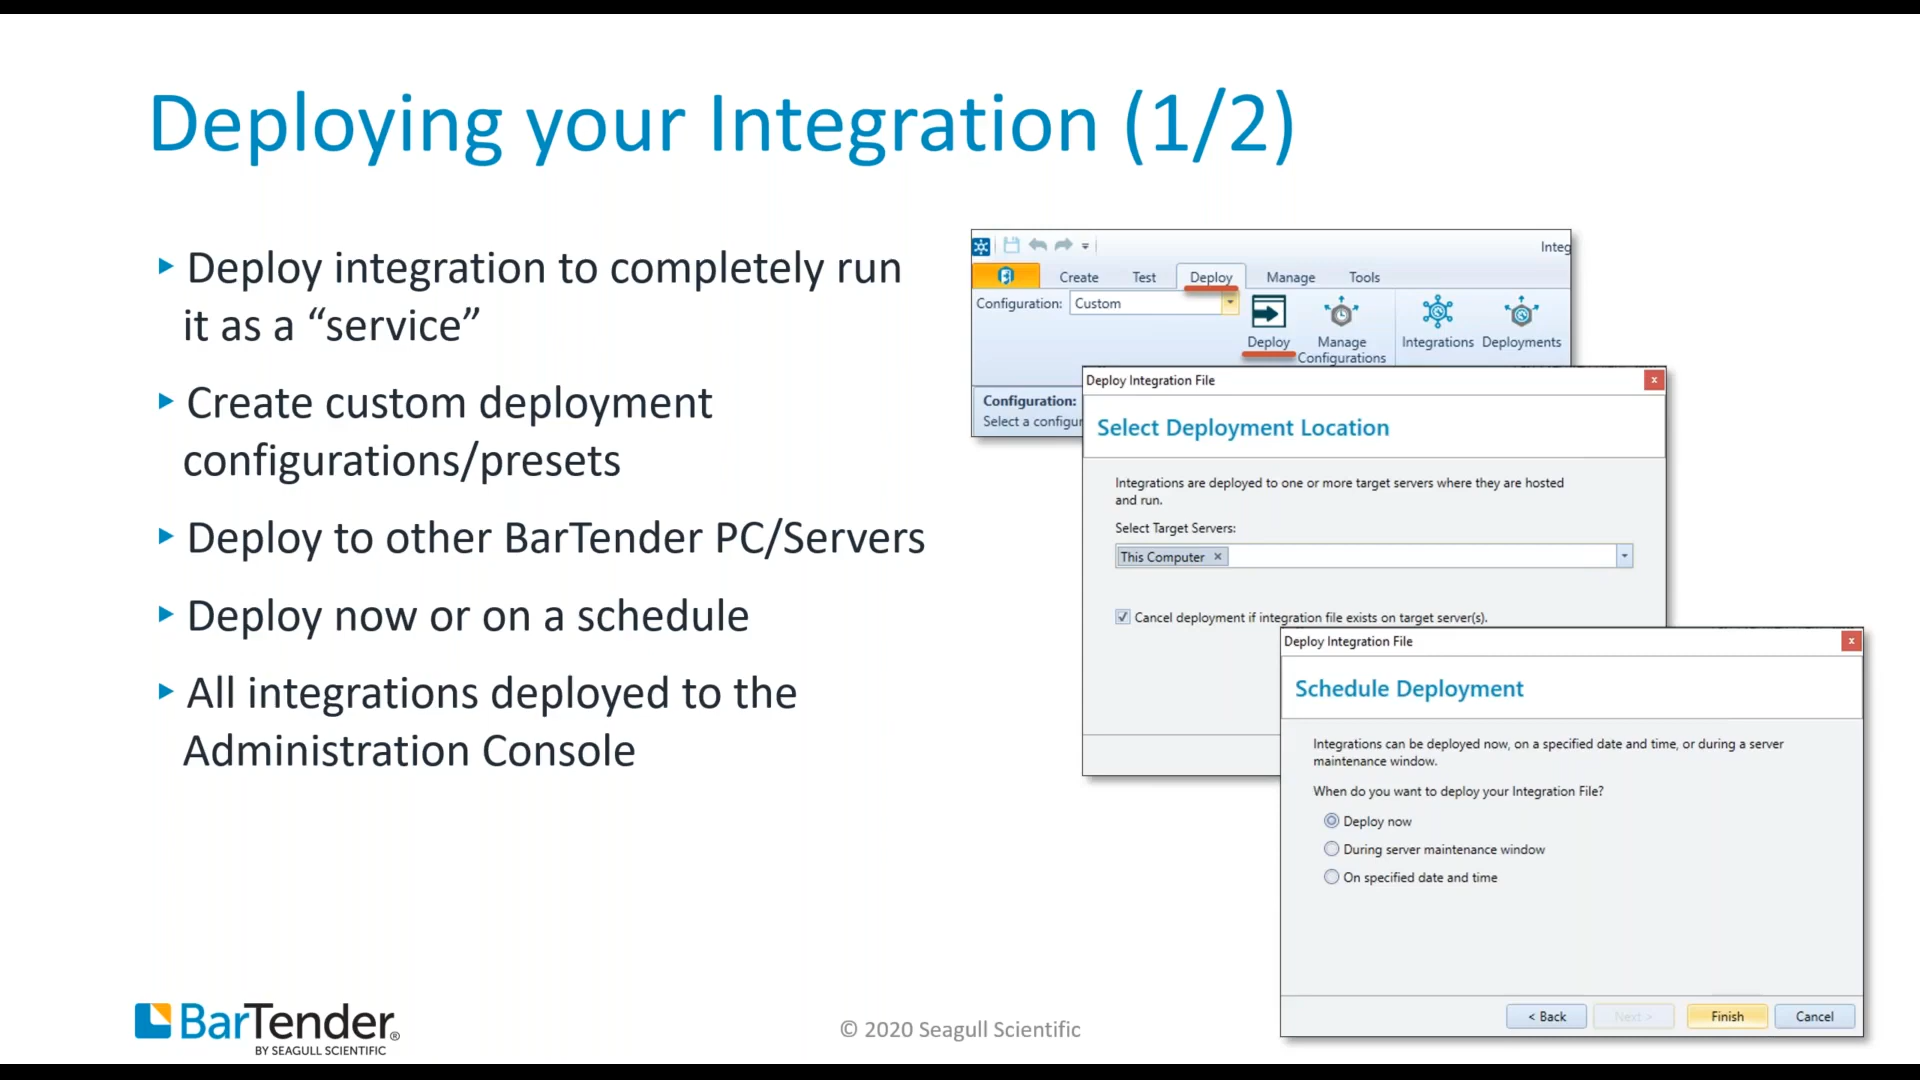 Deploying your Integration (1/2)
Deploy integration to completely run
it as a “service”
Create custom deployment
configurations/presets
Deploy to other BarTender PC/Servers
Deploy now or on a schedule
All integrations deployed to the
Administration Console
Integ
Create Test Deploy Manage Tools
Configuration: Custom
Deploy Manage Configurations Integrations Deployments
Configuration:
Select a configur
Deploy Integration File
Select Deployment Location
Integrations are deployed to one or more target servers where they are hosted
and run.
Select Target Servers:
This Computer
Cancel deployment if integration file exists on target server(s).
Deploy Integration File
Schedule Deployment
Integrations can be deployed now, on a specified date and time, or during a server
maintenance window.
When do you want to deploy your Integration File?
Deploy now
During server maintenance window
On specified date and time
< Back Next > Finish Cancel
BarTender®
BY SEAGULL SCIENTIFIC
© 2020 Seagull Scientific